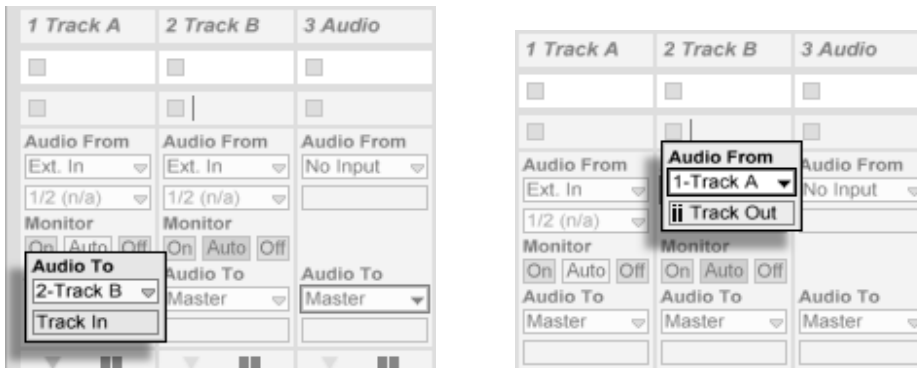 1 Track A 2 Track B 3 Audio
Audio From Audio From Audio From
Ext. In Ext. In No Input
1/2 (n/a) 1/2 (n/a)
Monitor Monitor
On Auto Off On Auto Off
Audio To Audio To Audio To
2-Track B Master Master
Track In
1 Track A 2 Track B 3 Audio
Audio From Audio From Audio From
Ext. In 1-Track A No Input
1/2 (n/a) Track Out
Monitor Monitor
On Auto Off On Auto Off
Audio To Audio To Audio To
Master Master Master